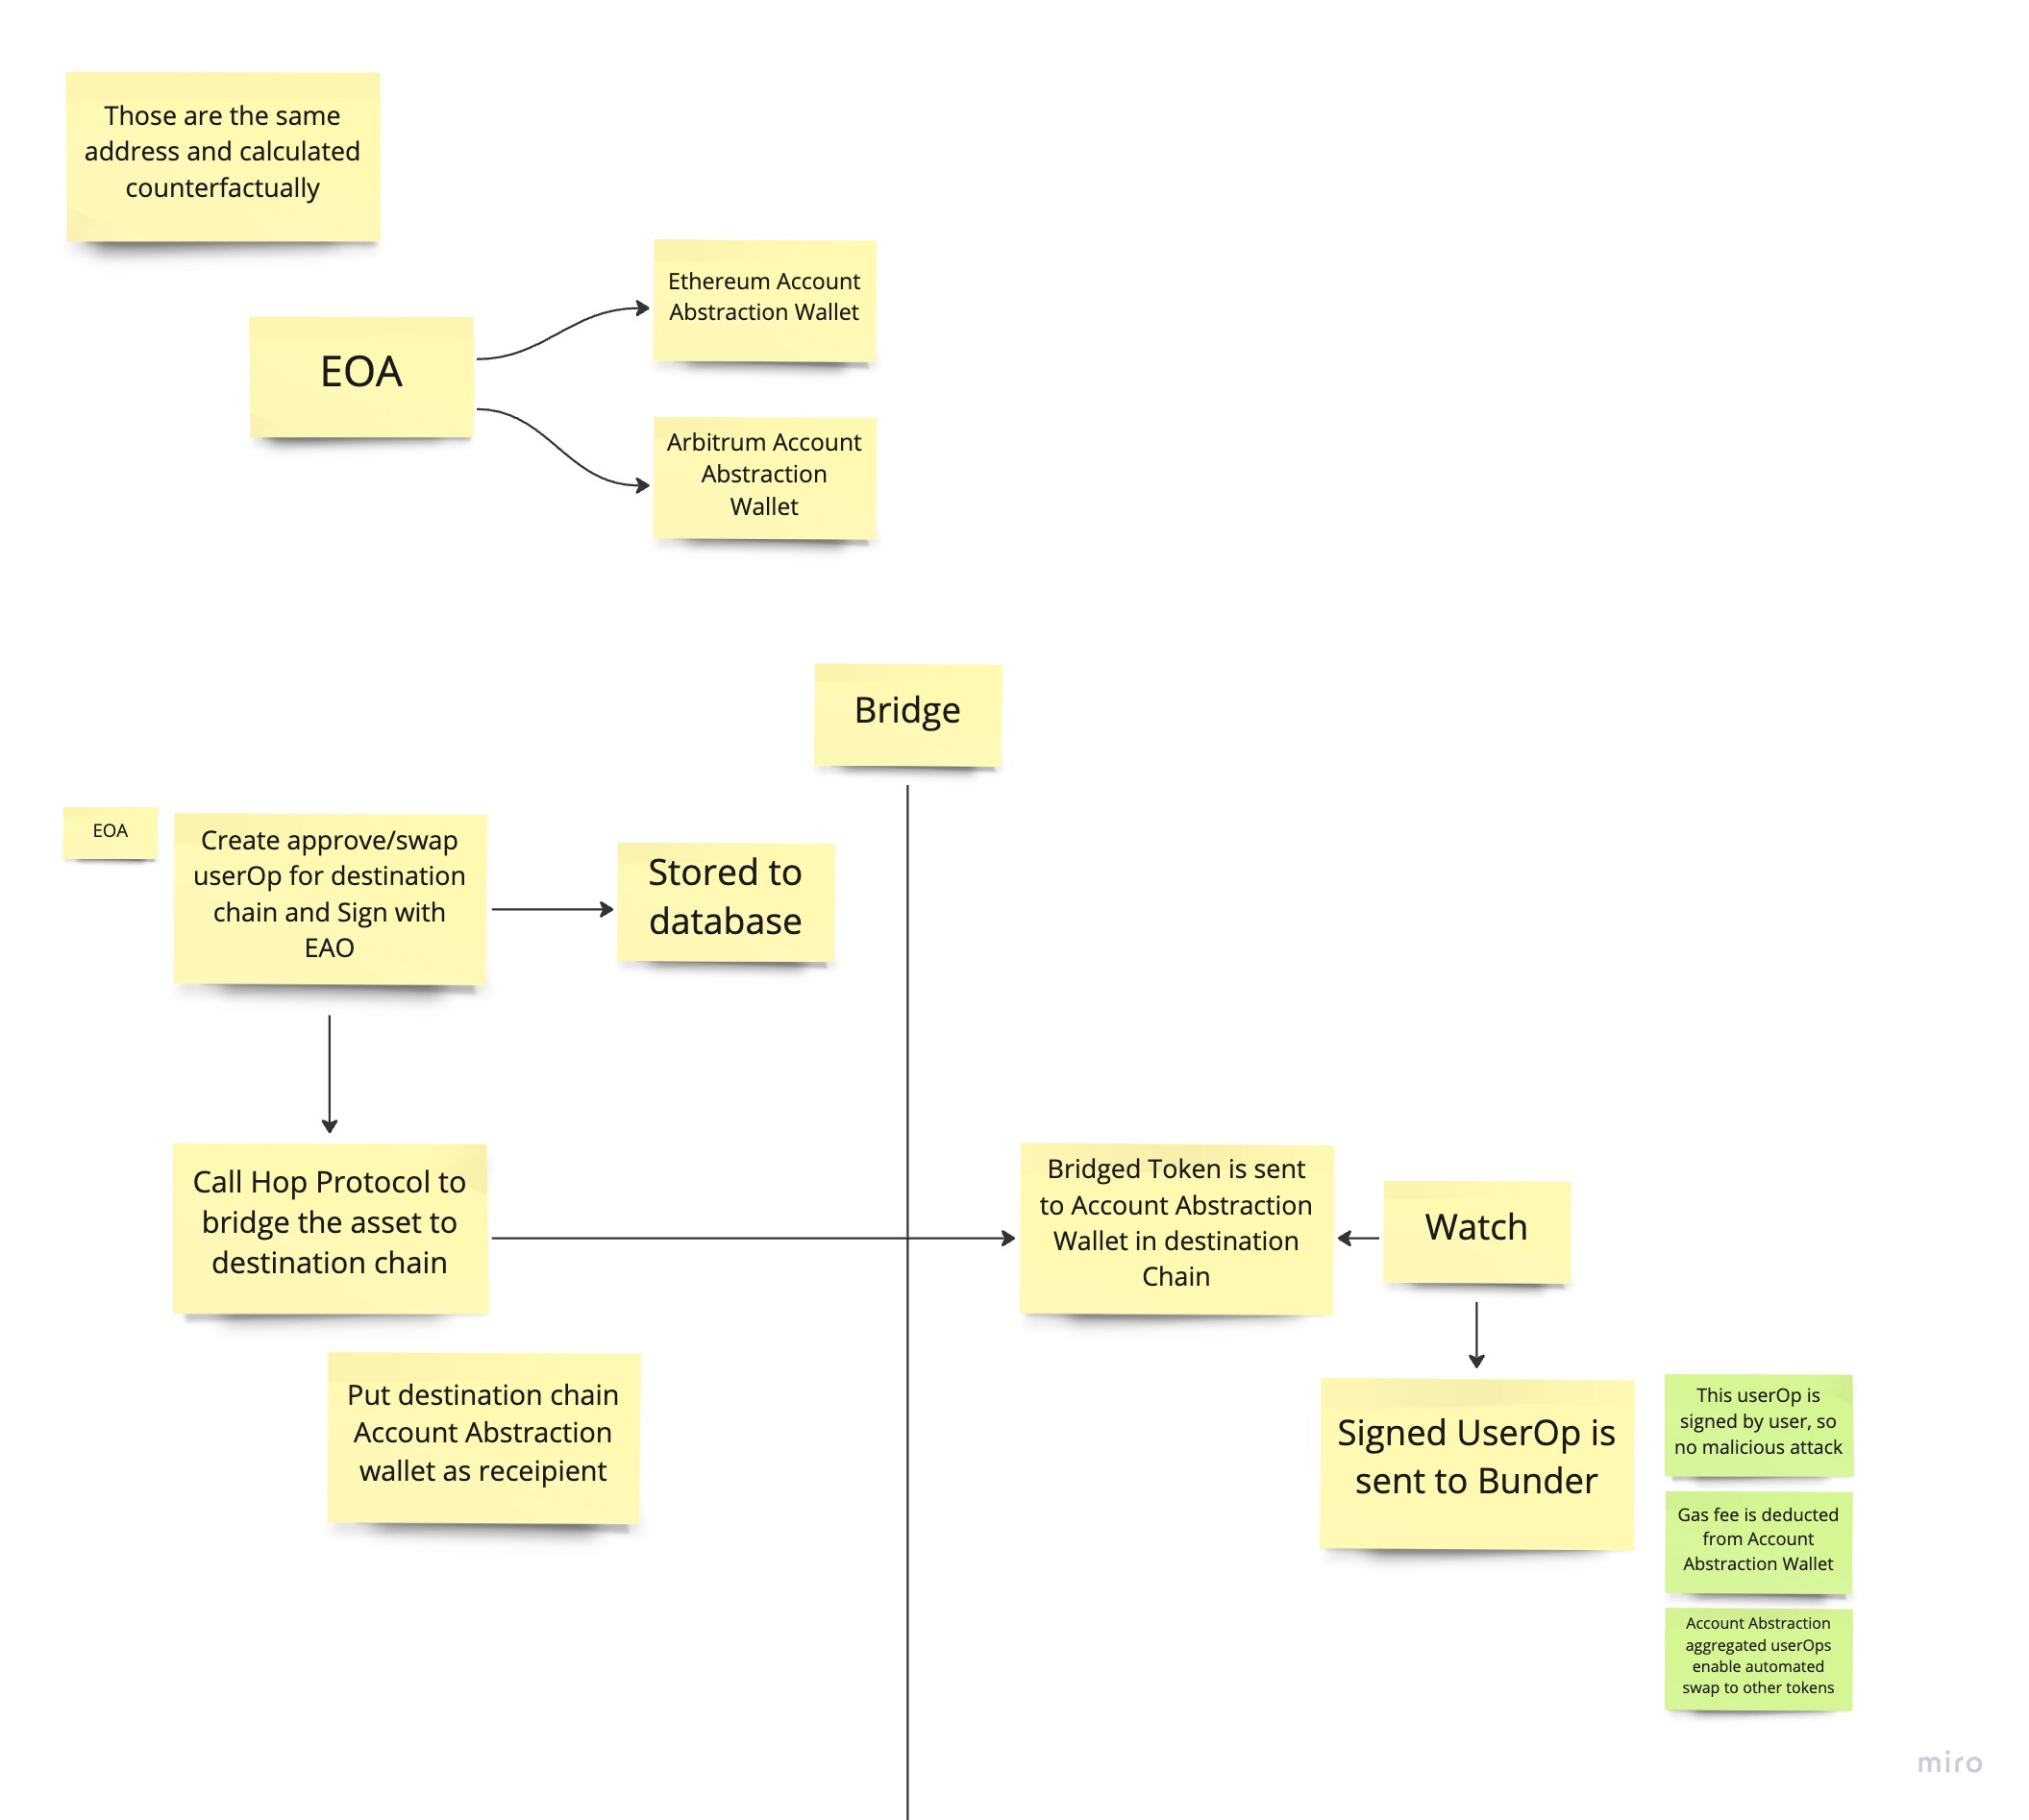 Those are the same
address and calculated
counterfactually
Ethereum Account
Abstraction Wallet
EOA
Arbitrum Account
Abstraction
Wallet
Bridge
EOA
Create approve/swap
userOp for destination
chain and Sign with
EAO
Stored to
database
Call Hop Protocol to
bridge the asset to
destination chain
Bridged Token is sent
to Account Abstraction
Wallet in destination
Chain
Watch
Put destination chain
Account Abstraction
wallet as receipient
Signed UserOp is
sent to Bunder
This userOp is
signed by user, so
no malicious attack
Gas fee is deducted
from Account
Abstraction Wallet
Account Abstraction
aggregated userOps
enable automated
swap to other tokens
miro